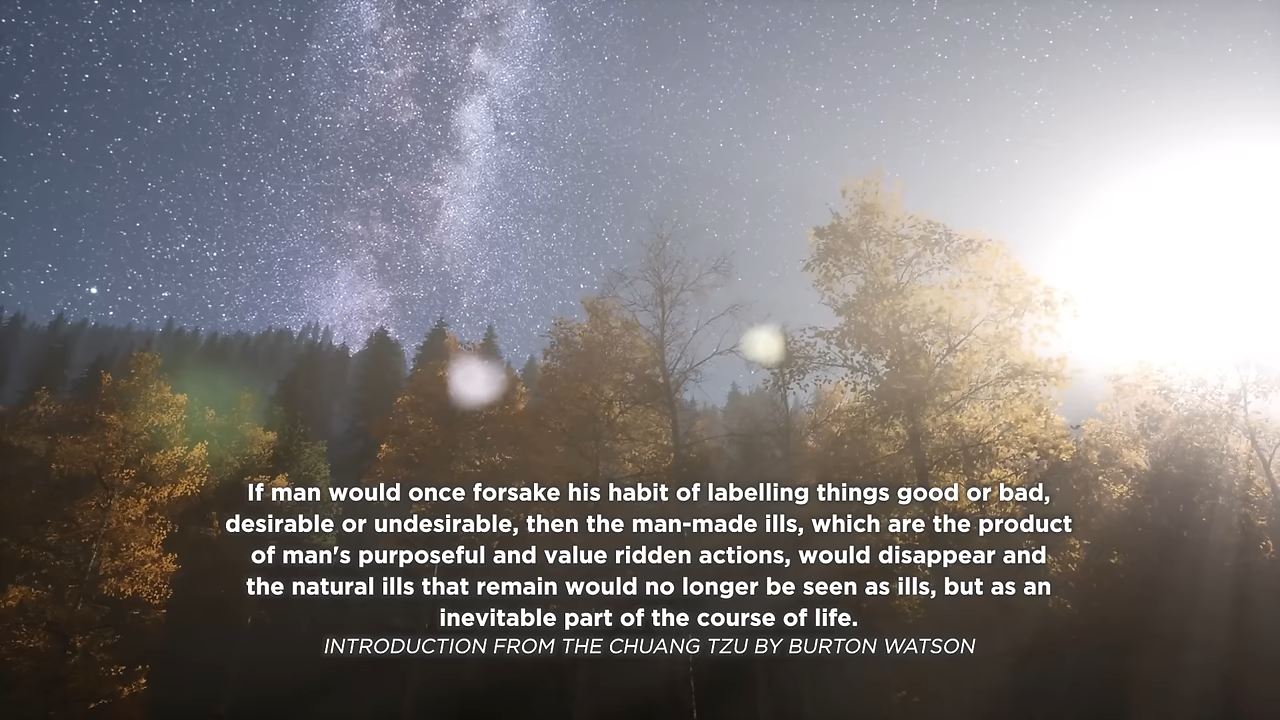 If man would once forsake his habit of labelling things good or bad,
desirable or undesirable, then the man-made ills, which are the product
of man's purposeful and value ridden actions, would disappear and
the natural ills that remain would no longer be seen as ills, but as an
inevitable part of the course of life.
INTRODUCTION FROM THE CHUANG TZU BY BURTON WATSON